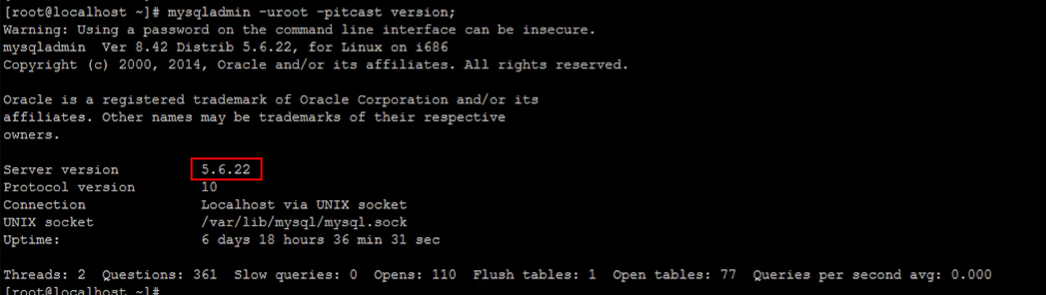 [root@localhost ~]# mysqladmin -uroot -pitcast version;
Warning: Using a password on the command line interface can be insecure.
mysqladmin  Ver 8.42 Distrib 5.6.22, for Linux on i686
Copyright (c) 2000, 2014, Oracle and/or its affiliates. All rights reserved.
Oracle is a registered trademark of Oracle Corporation and/or its
affiliates. Other names may be trademarks of their respective
owners.
Server version          5.6.22
Protocol version        10
Connection              Localhost via UNIX socket
UNIX socket             /var/lib/mysql/mysql.sock
Uptime:                 6 days 18 hours 36 min 31 sec
Threads: 2  Questions: 361  Slow queries: 0  Opens: 110  Flush tables: 1  Open tables: 77  Queries per second avg: 0.000
[root@localhost ~]#